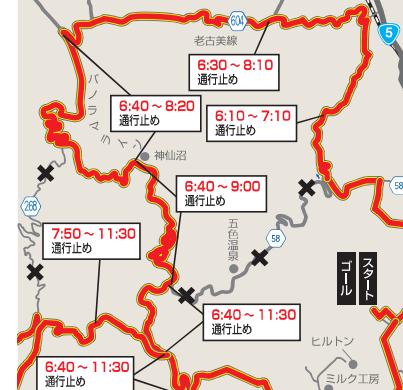 604
5
老古美線
6:30～8:10
通行止め
パノラマライン
6:40～8:20
通行止め
6:10～7:10
通行止め
神仙沼
6:40～9:00
通行止め
58
268
五色温泉
7:50～11:30
通行止め
58
スタート
ゴール
6:40～11:30
通行止め
ヒルトン
6:40～11:30
通行止め
ミルク工房